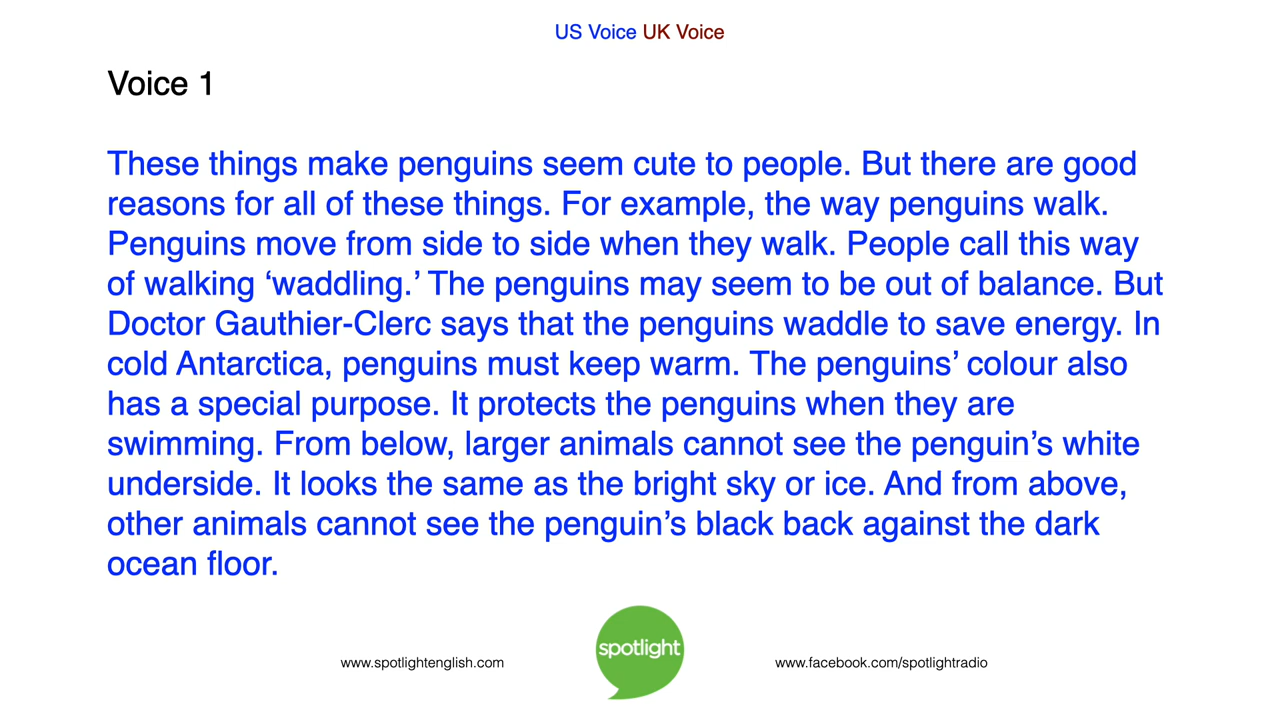 US Voice UK Voice
Voice 1
These things make penguins seem cute to people. But there are good
reasons for all of these things. For example, the way penguins walk.
Penguins move from side to side when they walk. People call this way
of walking ‘waddling.’ The penguins may seem to be out of balance. But
Doctor Gauthier-Clerc says that the penguins waddle to save energy. In
cold Antarctica, penguins must keep warm. The penguins’ colour also
has a special purpose. It protects the penguins when they are
swimming. From below, larger animals cannot see the penguin’s white
underside. It looks the same as the bright sky or ice. And from above,
other animals cannot see the penguin’s black back against the dark
ocean floor.
www.spotlightenglish.com
spotlight
www.facebook.com/spotlightradio